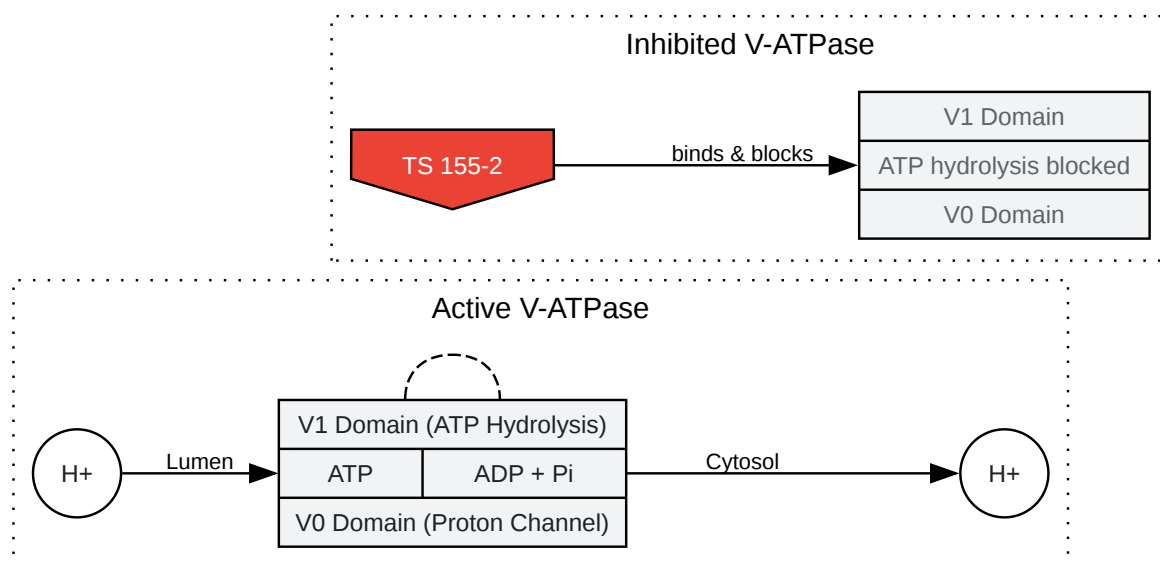 Inhibited V-ATPase
TS 155-2
binds & blocks
V1 Domain
ATP hydrolysis blocked
V0 Domain
Active V-ATPase
H+
Lumen
V1 Domain (ATP Hydrolysis)
ATP
ADP + Pi
V0 Domain (Proton Channel)
Cytosol
H+